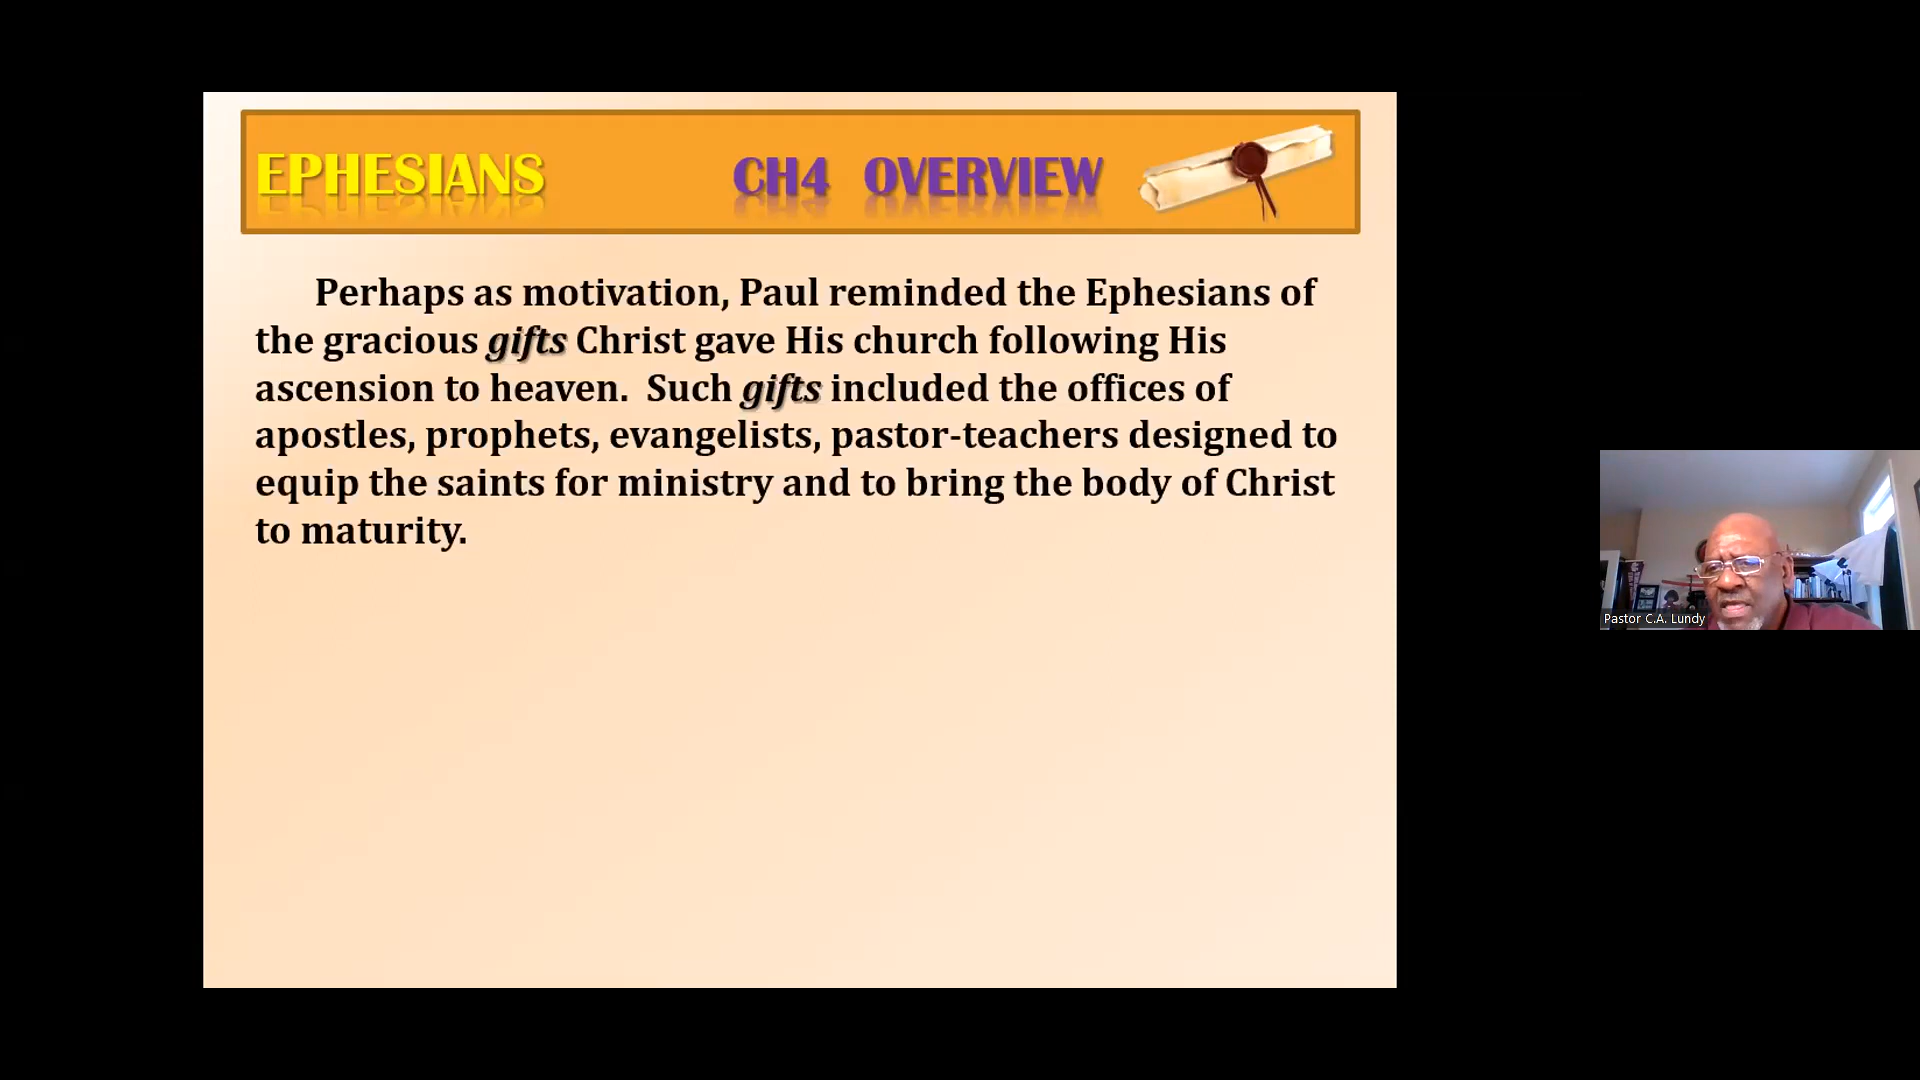 EPHESIANS CH4 OVERVIEW
Perhaps as motivation, Paul reminded the Ephesians of
the gracious gifts Christ gave His church following His
ascension to heaven. Such gifts included the offices of
apostles, prophets, evangelists, pastor-teachers designed to
equip the saints for ministry and to bring the body of Christ
to maturity.
Pastor C.A. Lundy